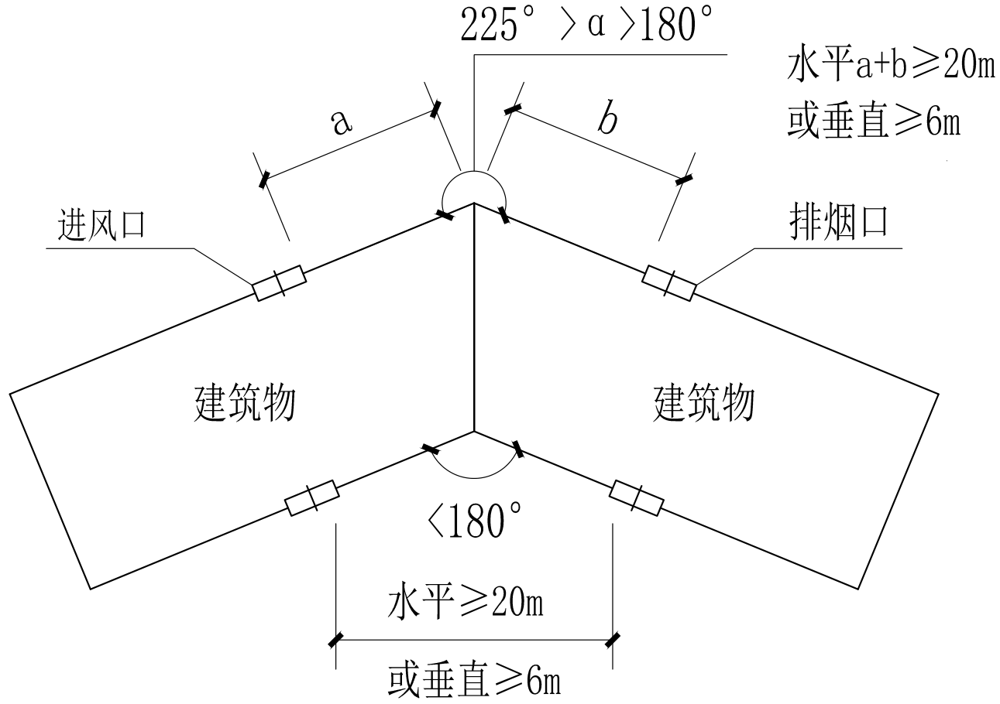 225° >α>180°
水平a+b≥20m
或垂直≥6m
a
b
进风口
排烟口
建筑物
建筑物
<180°
水平≥20m
或垂直≥6m